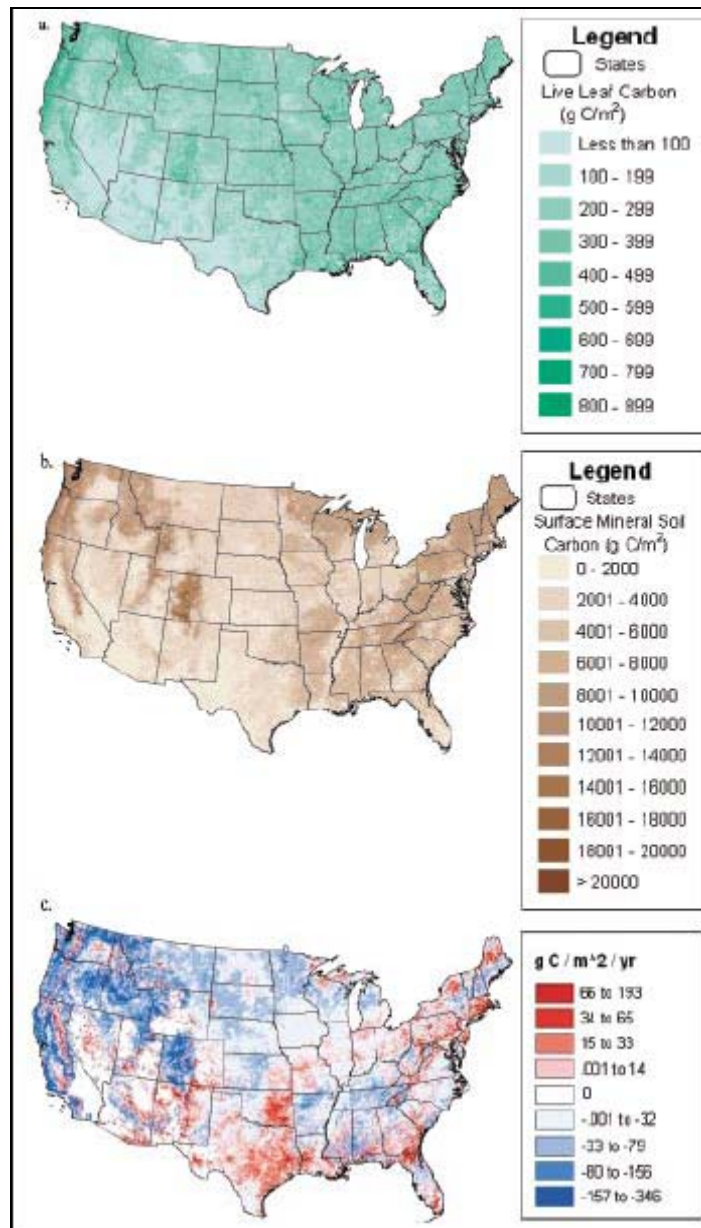 a.
Legend
States
Live Leaf Carbon
(g C/m²)
Less than 100
100 - 199
200 - 299
300 - 399
400 - 499
500 - 599
600 - 699
700 - 799
800 - 899
b.
Legend
States
Surface Mineral Soil
Carbon (g C/m²)
0 - 2000
2001 - 4000
4001 - 6000
6001 - 8000
8001 - 10000
10001 - 12000
12001 - 14000
14001 - 16000
16001 - 18000
18001 - 20000
> 20000
c.
g C / m^2 / yr
66 to 193
34 to 65
15 to 33
.001 to 14
0
-.001 to -32
-33 to -79
-80 to -156
-157 to -346